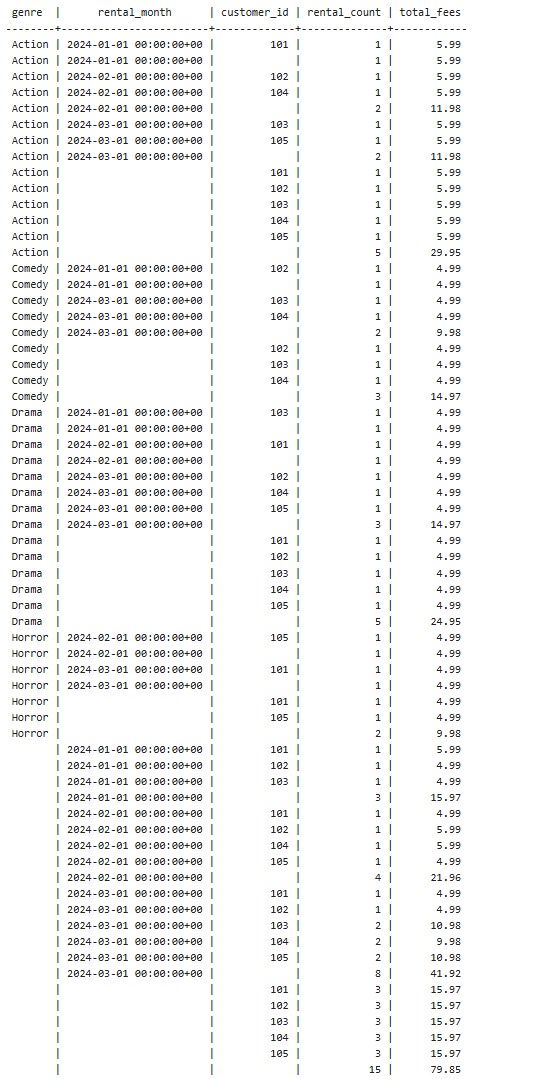 genre | rental_month | customer_id | rental_count | total_fees
--------+------------------------+-------------+--------------+------------
Action | 2024-01-01 00:00:00+00 | 101 | 1 | 5.99
Action | 2024-01-01 00:00:00+00 | | 1 | 5.99
Action | 2024-02-01 00:00:00+00 | 102 | 1 | 5.99
Action | 2024-02-01 00:00:00+00 | 104 | 1 | 5.99
Action | 2024-02-01 00:00:00+00 | | 2 | 11.98
Action | 2024-03-01 00:00:00+00 | 103 | 1 | 5.99
Action | 2024-03-01 00:00:00+00 | 105 | 1 | 5.99
Action | 2024-03-01 00:00:00+00 | | 2 | 11.98
Action | | 101 | 1 | 5.99
Action | | 102 | 1 | 5.99
Action | | 103 | 1 | 5.99
Action | | 104 | 1 | 5.99
Action | | 105 | 1 | 5.99
Action | | | 5 | 29.95
Comedy | 2024-01-01 00:00:00+00 | 102 | 1 | 4.99
Comedy | 2024-01-01 00:00:00+00 | | 1 | 4.99
Comedy | 2024-03-01 00:00:00+00 | 103 | 1 | 4.99
Comedy | 2024-03-01 00:00:00+00 | 104 | 1 | 4.99
Comedy | 2024-03-01 00:00:00+00 | | 2 | 9.98
Comedy | | 102 | 1 | 4.99
Comedy | | 103 | 1 | 4.99
Comedy | | 104 | 1 | 4.99
Comedy | | | 3 | 14.97
Drama | 2024-01-01 00:00:00+00 | 103 | 1 | 4.99
Drama | 2024-01-01 00:00:00+00 | | 1 | 4.99
Drama | 2024-02-01 00:00:00+00 | 101 | 1 | 4.99
Drama | 2024-02-01 00:00:00+00 | | 1 | 4.99
Drama | 2024-03-01 00:00:00+00 | 102 | 1 | 4.99
Drama | 2024-03-01 00:00:00+00 | 104 | 1 | 4.99
Drama | 2024-03-01 00:00:00+00 | 105 | 1 | 4.99
Drama | 2024-03-01 00:00:00+00 | | 3 | 14.97
Drama | | 101 | 1 | 4.99
Drama | | 102 | 1 | 4.99
Drama | | 103 | 1 | 4.99
Drama | | 104 | 1 | 4.99
Drama | | 105 | 1 | 4.99
Drama | | | 5 | 24.95
Horror | 2024-02-01 00:00:00+00 | 105 | 1 | 4.99
Horror | 2024-02-01 00:00:00+00 | | 1 | 4.99
Horror | 2024-03-01 00:00:00+00 | 101 | 1 | 4.99
Horror | 2024-03-01 00:00:00+00 | | 1 | 4.99
Horror | | 101 | 1 | 4.99
Horror | | 105 | 1 | 4.99
Horror | | | 2 | 9.98
| 2024-01-01 00:00:00+00 | 101 | 1 | 5.99
| 2024-01-01 00:00:00+00 | 102 | 1 | 4.99
| 2024-01-01 00:00:00+00 | 103 | 1 | 4.99
| 2024-01-01 00:00:00+00 | | 3 | 15.97
| 2024-02-01 00:00:00+00 | 101 | 1 | 4.99
| 2024-02-01 00:00:00+00 | 102 | 1 | 5.99
| 2024-02-01 00:00:00+00 | 104 | 1 | 5.99
| 2024-02-01 00:00:00+00 | 105 | 1 | 4.99
| 2024-02-01 00:00:00+00 | | 4 | 21.96
| 2024-03-01 00:00:00+00 | 101 | 1 | 4.99
| 2024-03-01 00:00:00+00 | 102 | 1 | 4.99
| 2024-03-01 00:00:00+00 | 103 | 2 | 10.98
| 2024-03-01 00:00:00+00 | 104 | 2 | 9.98
| 2024-03-01 00:00:00+00 | 105 | 2 | 10.98
| 2024-03-01 00:00:00+00 | | 8 | 41.92
| | 101 | 3 | 15.97
| | 102 | 3 | 15.97
| | 103 | 3 | 15.97
| | 104 | 3 | 15.97
| | 105 | 3 | 15.97
| | | 15 | 79.85